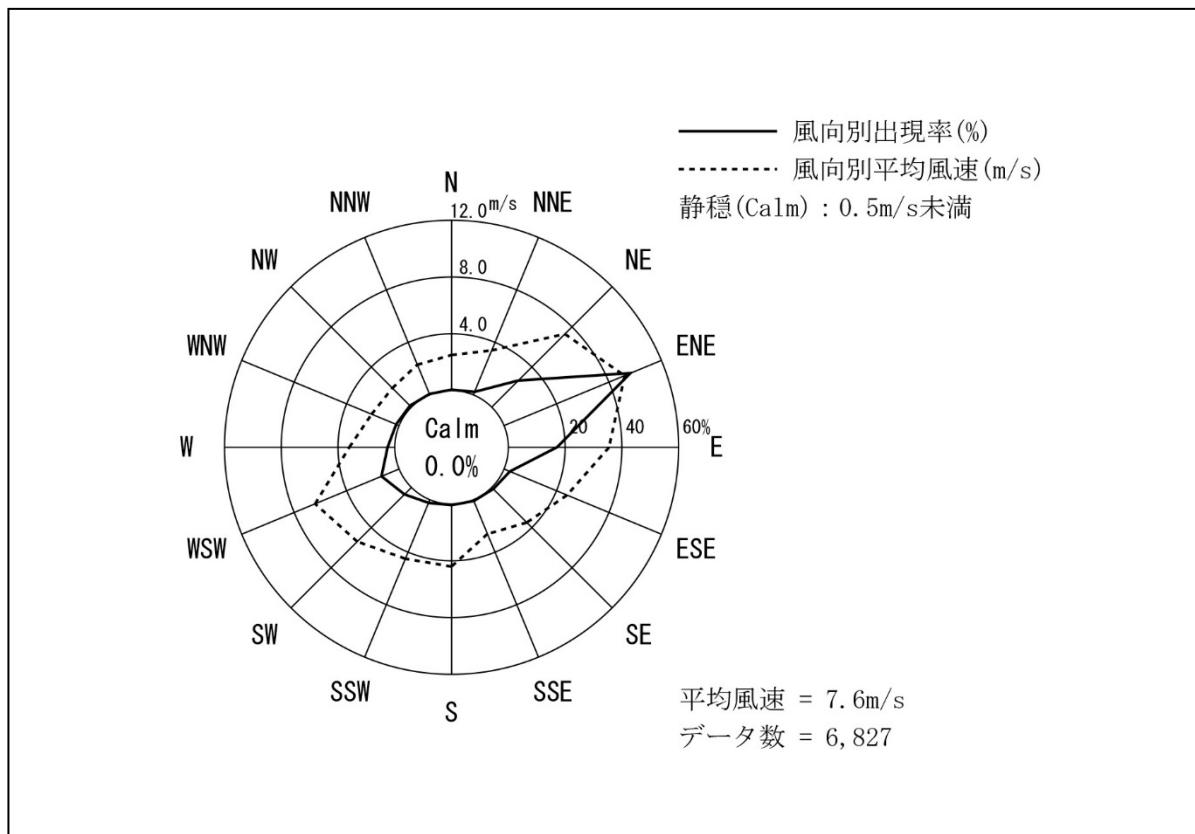 風向別出現率(%)
風向別平均風速(m/s)
静穏(Calm) : 0.5m/s未満
N
NNW
NNE
12.0m/s
NW
NE
8.0
4.0
WNW
ENE
Calm
0.0%
20
40
60%
W
E
WSW
ESE
SW
SE
SSW
SSE
S
平均風速 = 7.6m/s
データ数 = 6,827